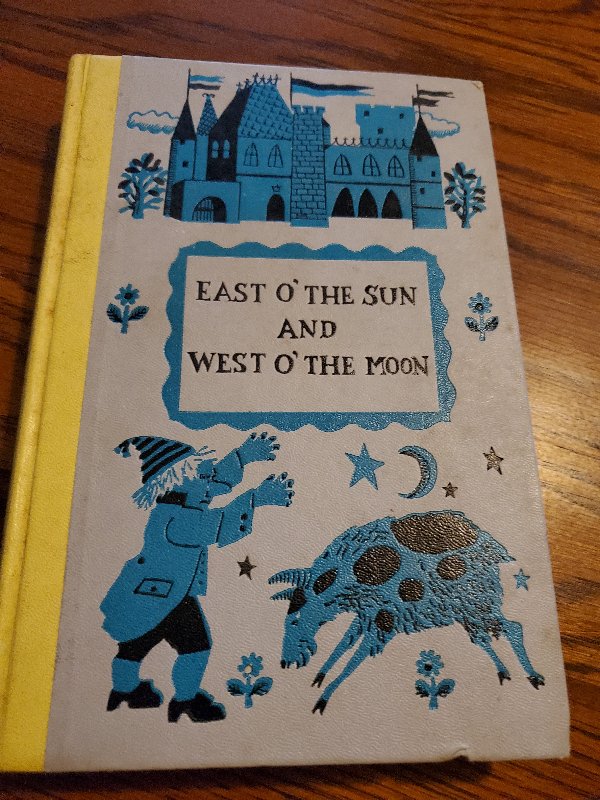 EAST O' THE SUN
AND
WEST O' THE MOON